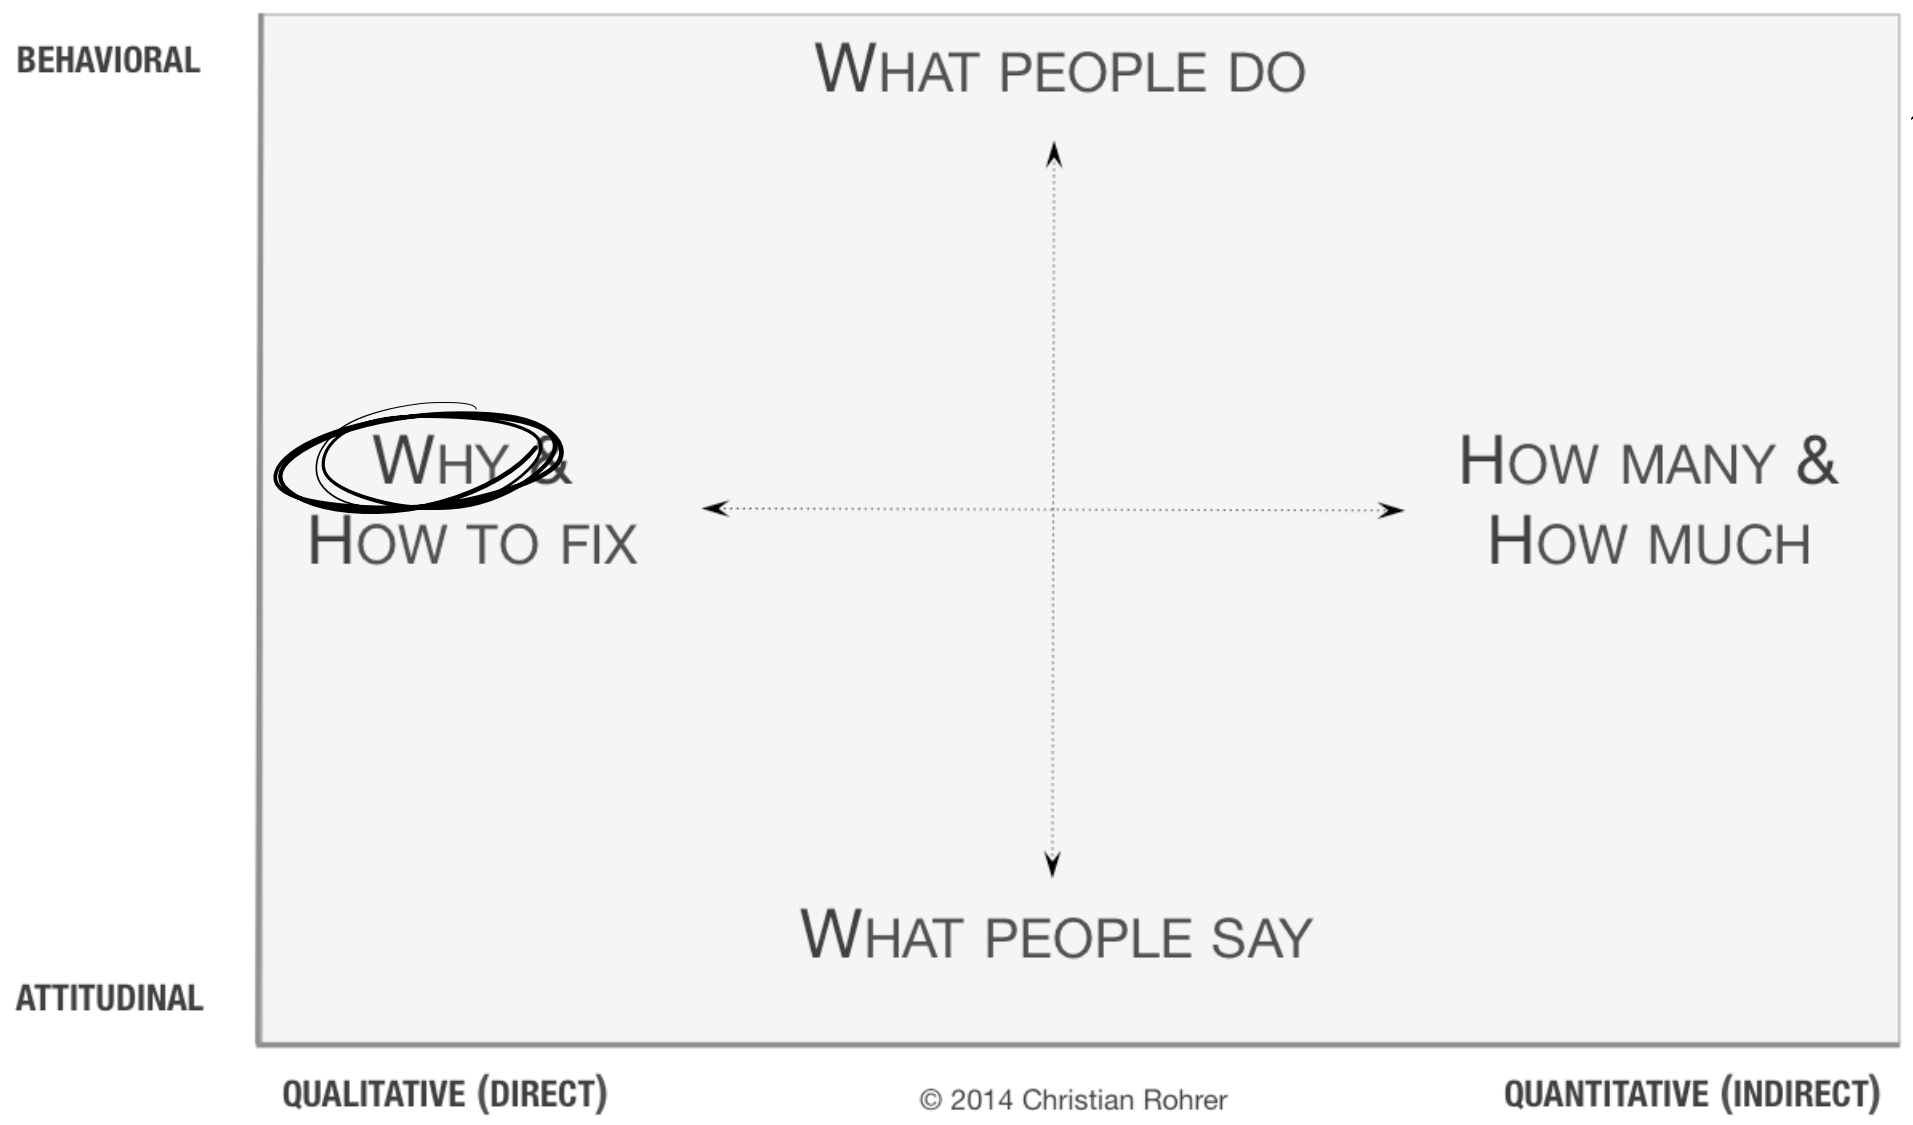 BEHAVIORAL
WHAT PEOPLE DO
WHY &
HOW TO FIX
HOW MANY &
HOW MUCH
WHAT PEOPLE SAY
ATTITUDINAL
QUALITATIVE (DIRECT)
© 2014 Christian Rohrer
QUANTITATIVE (INDIRECT)